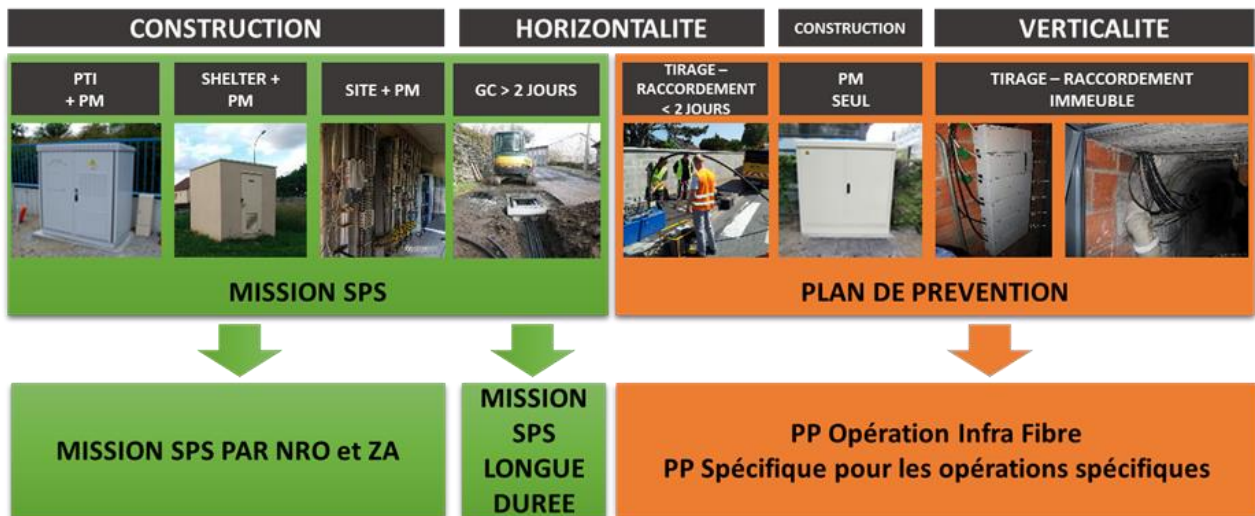 CONSTRUCTION
HORIZONTALITE
CONSTRUCTION
VERTICALITE
PTI
+ PM
SHELTER +
PM
SITE + PM
GC > 2 JOURS
TIRAGE –
RACCORDEMENT
< 2 JOURS
PM
SEUL
TIRAGE – RACCORDEMENT
IMMEUBLE
MISSION SPS
PLAN DE PREVENTION
MISSION SPS PAR NRO et ZA
MISSION
SPS
LONGUE
DUREE
PP Opération Infra Fibre
PP Spécifique pour les opérations spécifiques